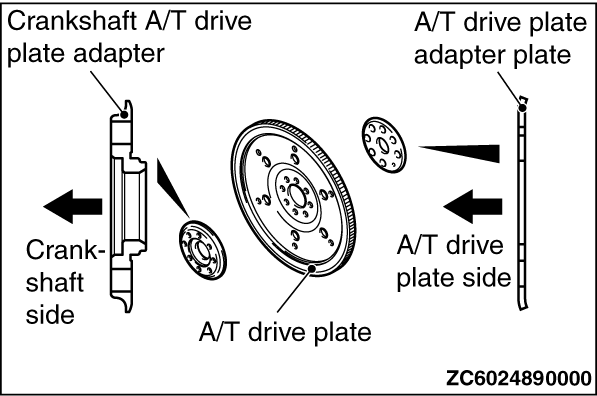 Crankshaft A/T drive
plate adapter
A/T drive plate
adapter plate
Crank-
shaft
side
A/T drive
plate side
A/T drive plate
ZC6024890000